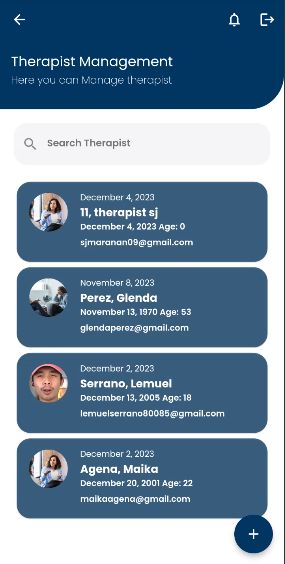 Therapist Management
Here you can Manage therapist
Search Therapist
December 4, 2023
11, therapist sj
December 4, 2023 Age: 0
sjmaranan09@gmail.com
November 8, 2023
Perez, Glenda
November 13, 1970 Age: 53
glendaperez@gmail.com
December 2, 2023
Serrano, Lemuel
December 13, 2005 Age: 18
lemuelserrano80085@gmail.com
December 2, 2023
Agena, Maika
December 20, 2001 Age: 22
maikaagena@gmail.com